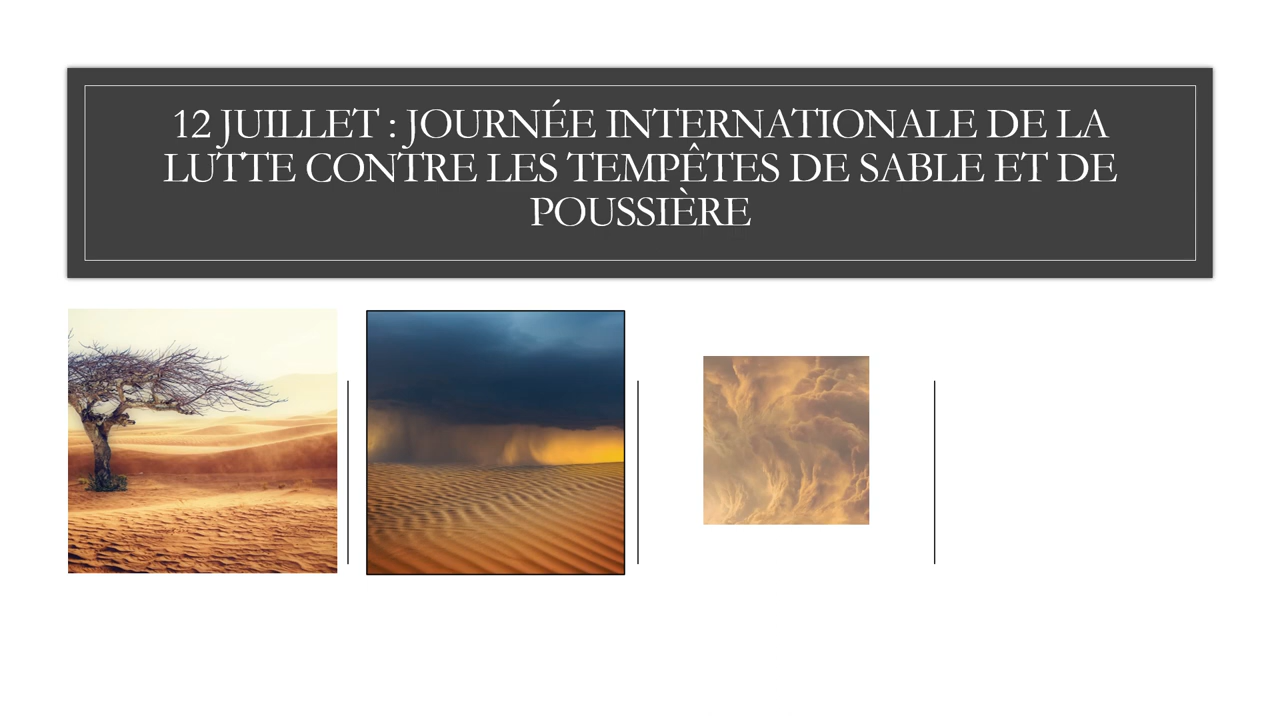 12 JUILLET : JOURNÉE INTERNATIONALE DE LA
LUTTE CONTRE LES TEMPÊTES DE SABLE ET DE
POUSSIÈRE